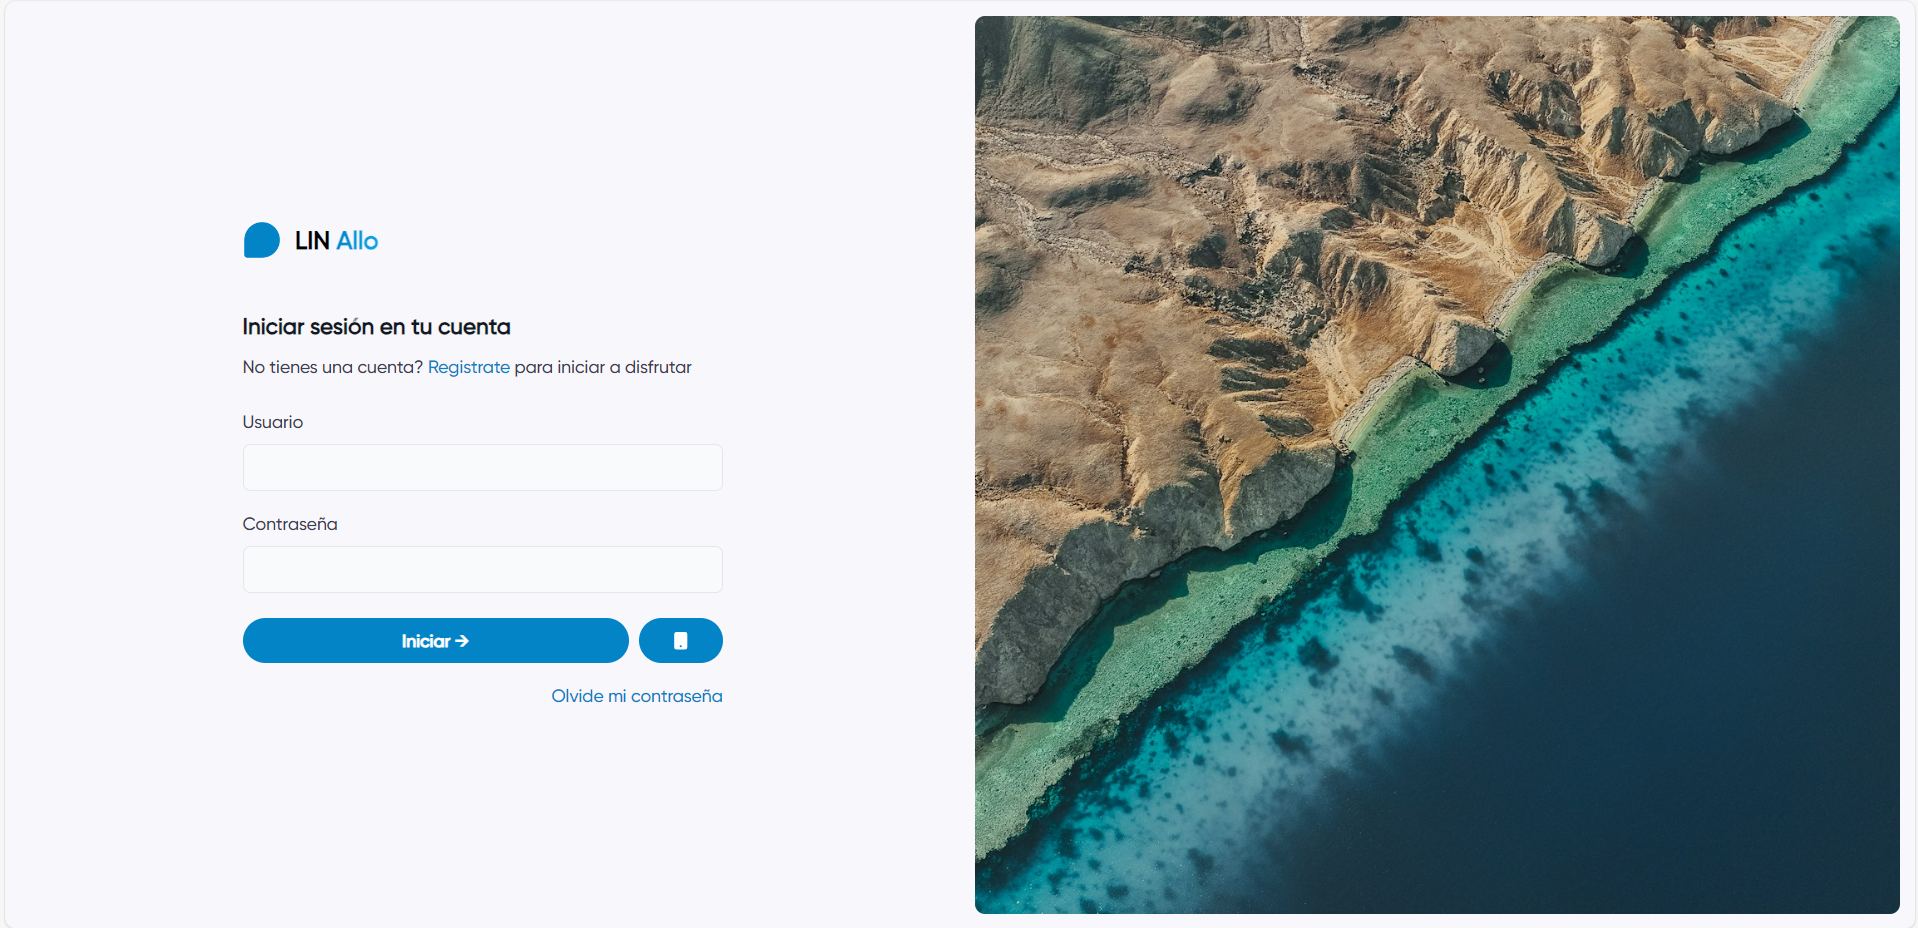 LIN Allo
Iniciar sesión en tu cuenta
No tienes una cuenta? Registrate para iniciar a disfrutar
Usuario
Contraseña
Iniciar →
Olvide mi contraseña